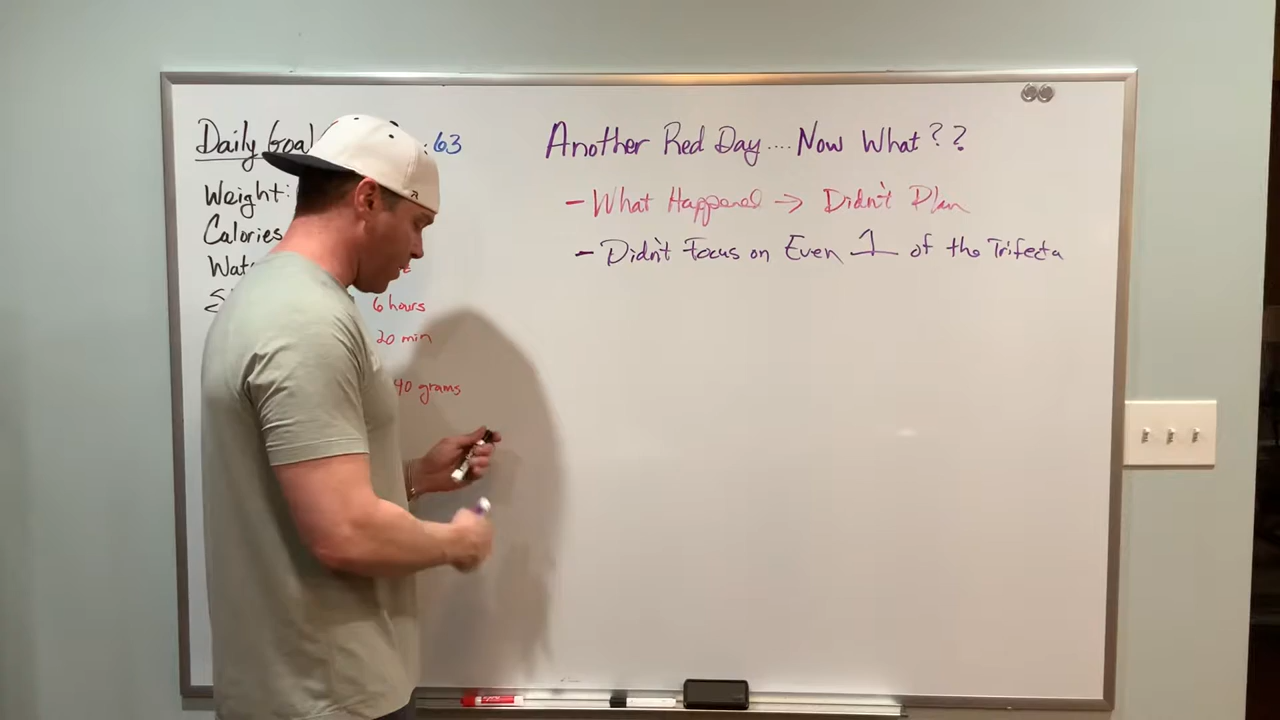 Daily Goal : 63
Weight:
Calories
Wat
6 hours
20 min
40 grams
Another Red Day.... Now What??
- What Happened → Didn't Plan
- Didn't Focus on Even 1 of the Trifecta